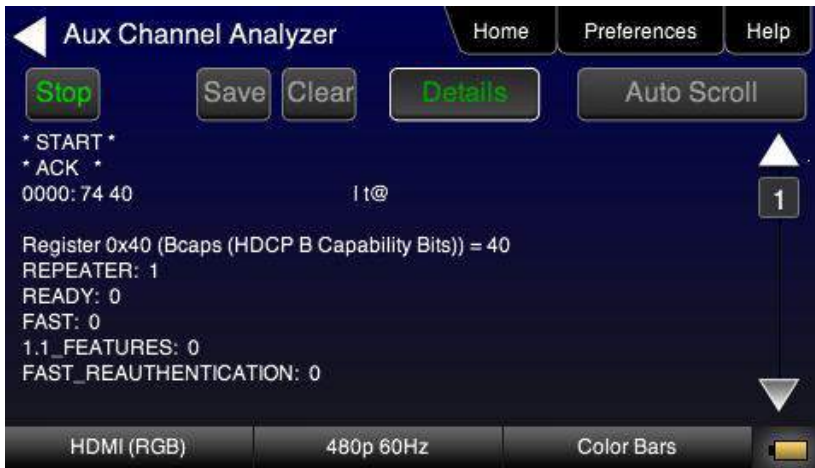 Aux Channel Analyzer Home Preferences Help
Stop Save Clear Details Auto Scroll
* START *
* ACK *
0000: 74 40 | t@
1
Register 0x40 (Bcaps (HDCP B Capability Bits)) = 40
REPEATER: 1
READY: 0
FAST: 0
1.1_FEATURES: 0
FAST_REAUTHENTICATION: 0
HDMI (RGB) 480p 60Hz Color Bars